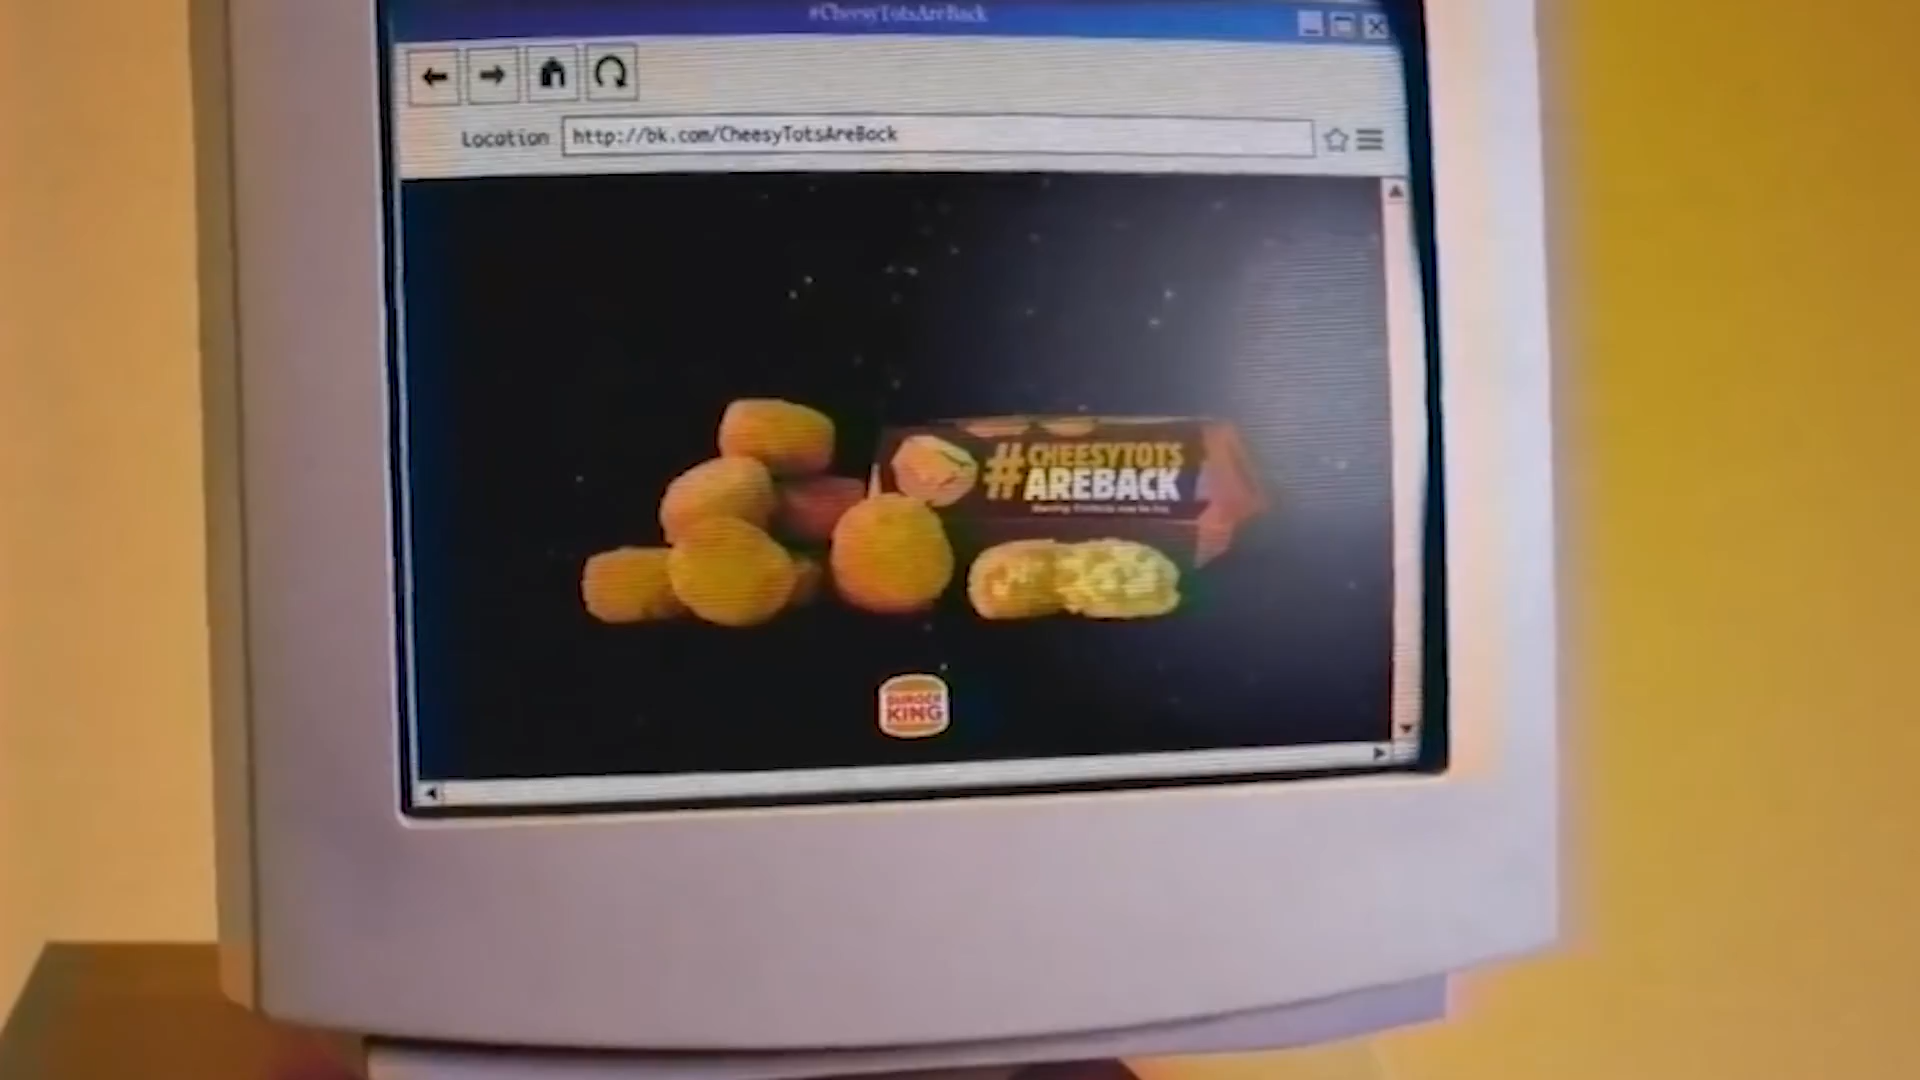 #CheesyTotsAreBack
Location http://bk.com/CheesyTotsAreBack
#CHEESYTOTS
AREBACK
BURGER
KING